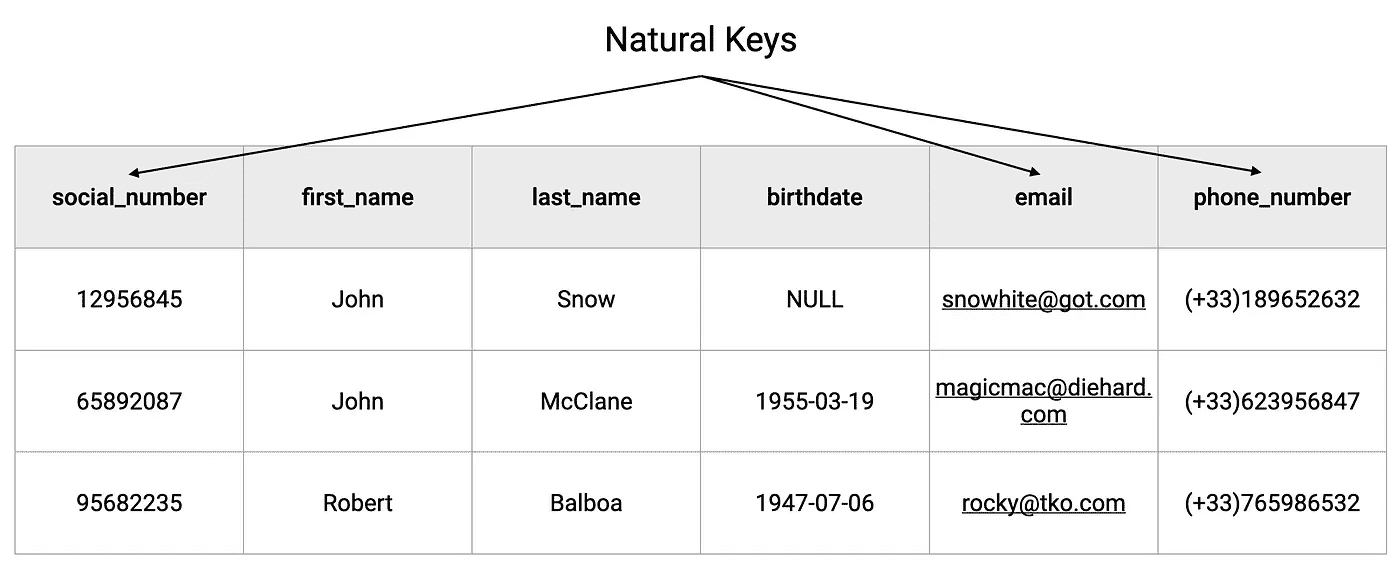 Natural Keys
social_number first_name last_name birthdate email phone_number
12956845 John Snow NULL snowhite@got.com (+33)189652632
65892087 John McClane 1955-03-19 magicmac@diehard. (+33)623956847
com
95682235 Robert Balboa 1947-07-06 rocky@tko.com (+33)765986532